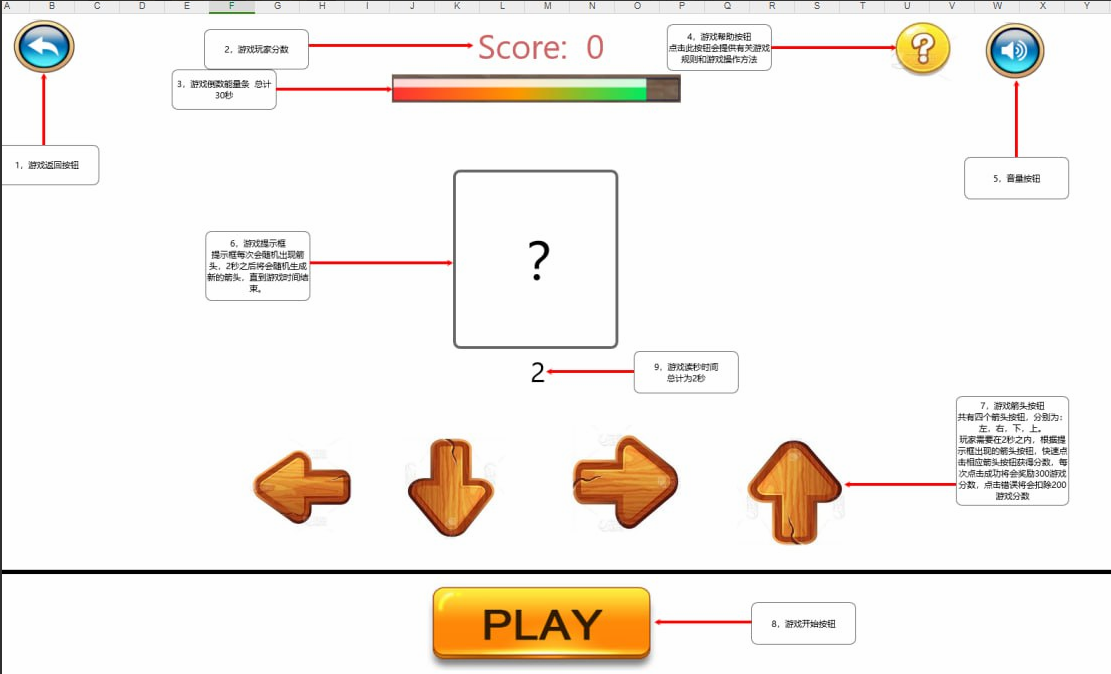 A B C D E F G H I J K L M N O P Q R S T U V W X Y
2，游戏玩家分数
Score: 0
4，游戏帮助按钮
点击此按钮会提供有关游戏
规则和游戏操作方法
?
3，游戏倒数能量条 总计
30秒
1，游戏返回按钮
5，音量按钮
6，游戏提示框
提示框每次会随机出现箭
头，2秒之后将会随机生成
新的箭头，直到游戏时间结
束。
?
2
9，游戏读秒时间
总计为2秒
7，游戏箭头按钮
共有四个箭头按钮，分别为：
左，右，下，上。
玩家需要在2秒之内，根据提
示框出现的箭头按钮，快速点
击相应箭头按钮获得分数，每
次点击成功将会奖励300游戏
分数，点击错误将会扣除200
游戏分数
PLAY
8，游戏开始按钮